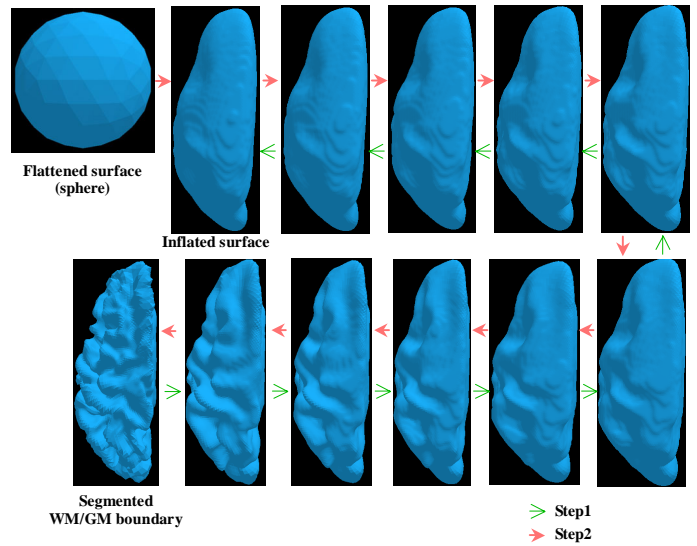 Flattened surface
(sphere)
Inflated surface
Segmented
WM/GM boundary
Step1
Step2